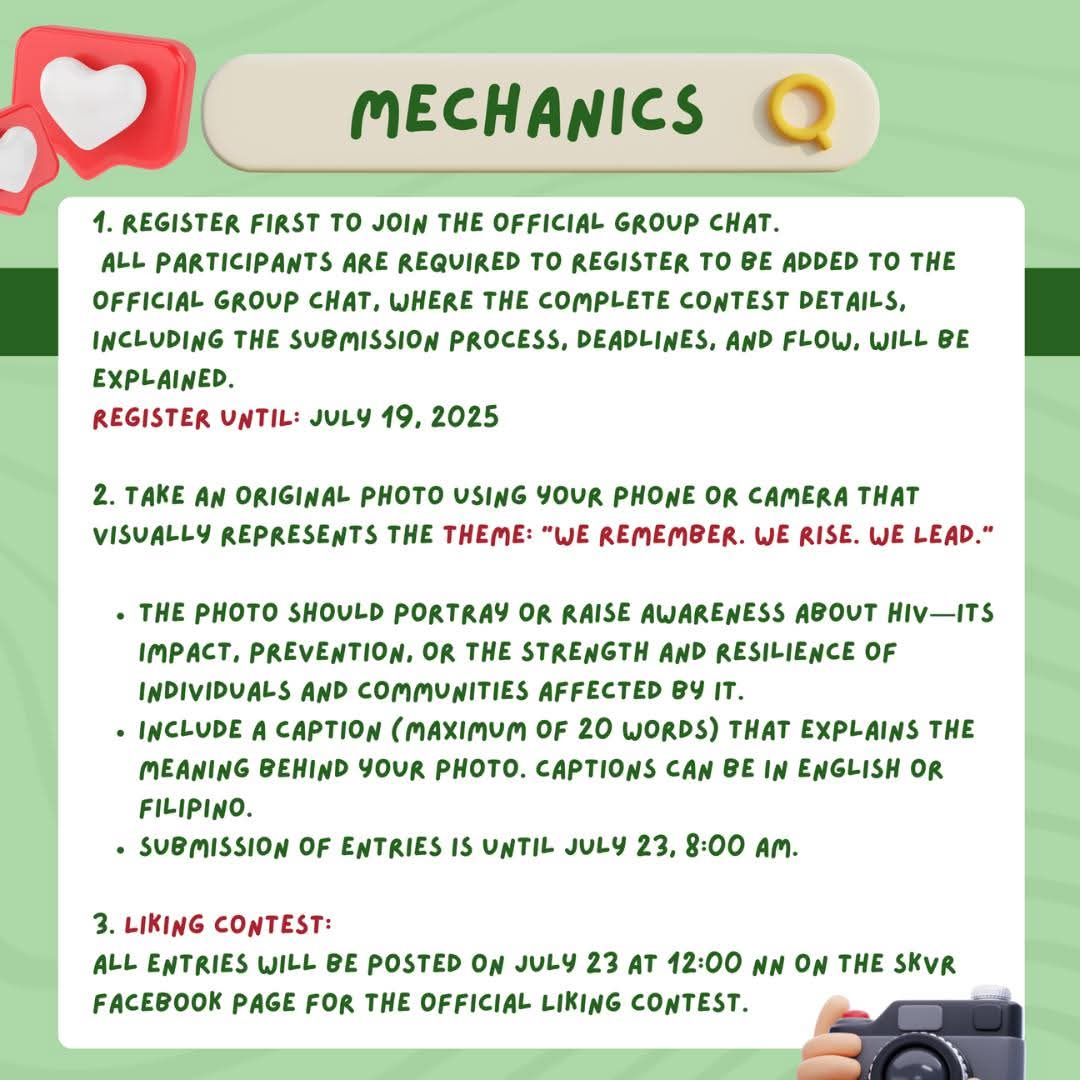 MECHANICS
1. REGISTER FIRST TO JOIN THE OFFICIAL GROUP CHAT.
ALL PARTICIPANTS ARE REQUIRED TO REGISTER TO BE ADDED TO THE
OFFICIAL GROUP CHAT, WHERE THE COMPLETE CONTEST DETAILS,
INCLUDING THE SUBMISSION PROCESS, DEADLINES, AND FLOW, WILL BE
EXPLAINED.
REGISTER UNTIL: JULY 19, 2025
2. TAKE AN ORIGINAL PHOTO USING YOUR PHONE OR CAMERA THAT
VISUALLY REPRESENTS THE THEME: "WE REMEMBER. WE RISE. WE LEAD."
• THE PHOTO SHOULD PORTRAY OR RAISE AWARENESS ABOUT HIV—ITS
IMPACT, PREVENTION, OR THE STRENGTH AND RESILIENCE OF
INDIVIDUALS AND COMMUNITIES AFFECTED BY IT.
• INCLUDE A CAPTION (MAXIMUM OF 20 WORDS) THAT EXPLAINS THE
MEANING BEHIND YOUR PHOTO. CAPTIONS CAN BE IN ENGLISH OR
FILIPINO.
• SUBMISSION OF ENTRIES IS UNTIL JULY 23, 8:00 AM.
3. LIKING CONTEST:
ALL ENTRIES WILL BE POSTED ON JULY 23 AT 12:00 NN ON THE SKVR
FACEBOOK PAGE FOR THE OFFICIAL LIKING CONTEST.